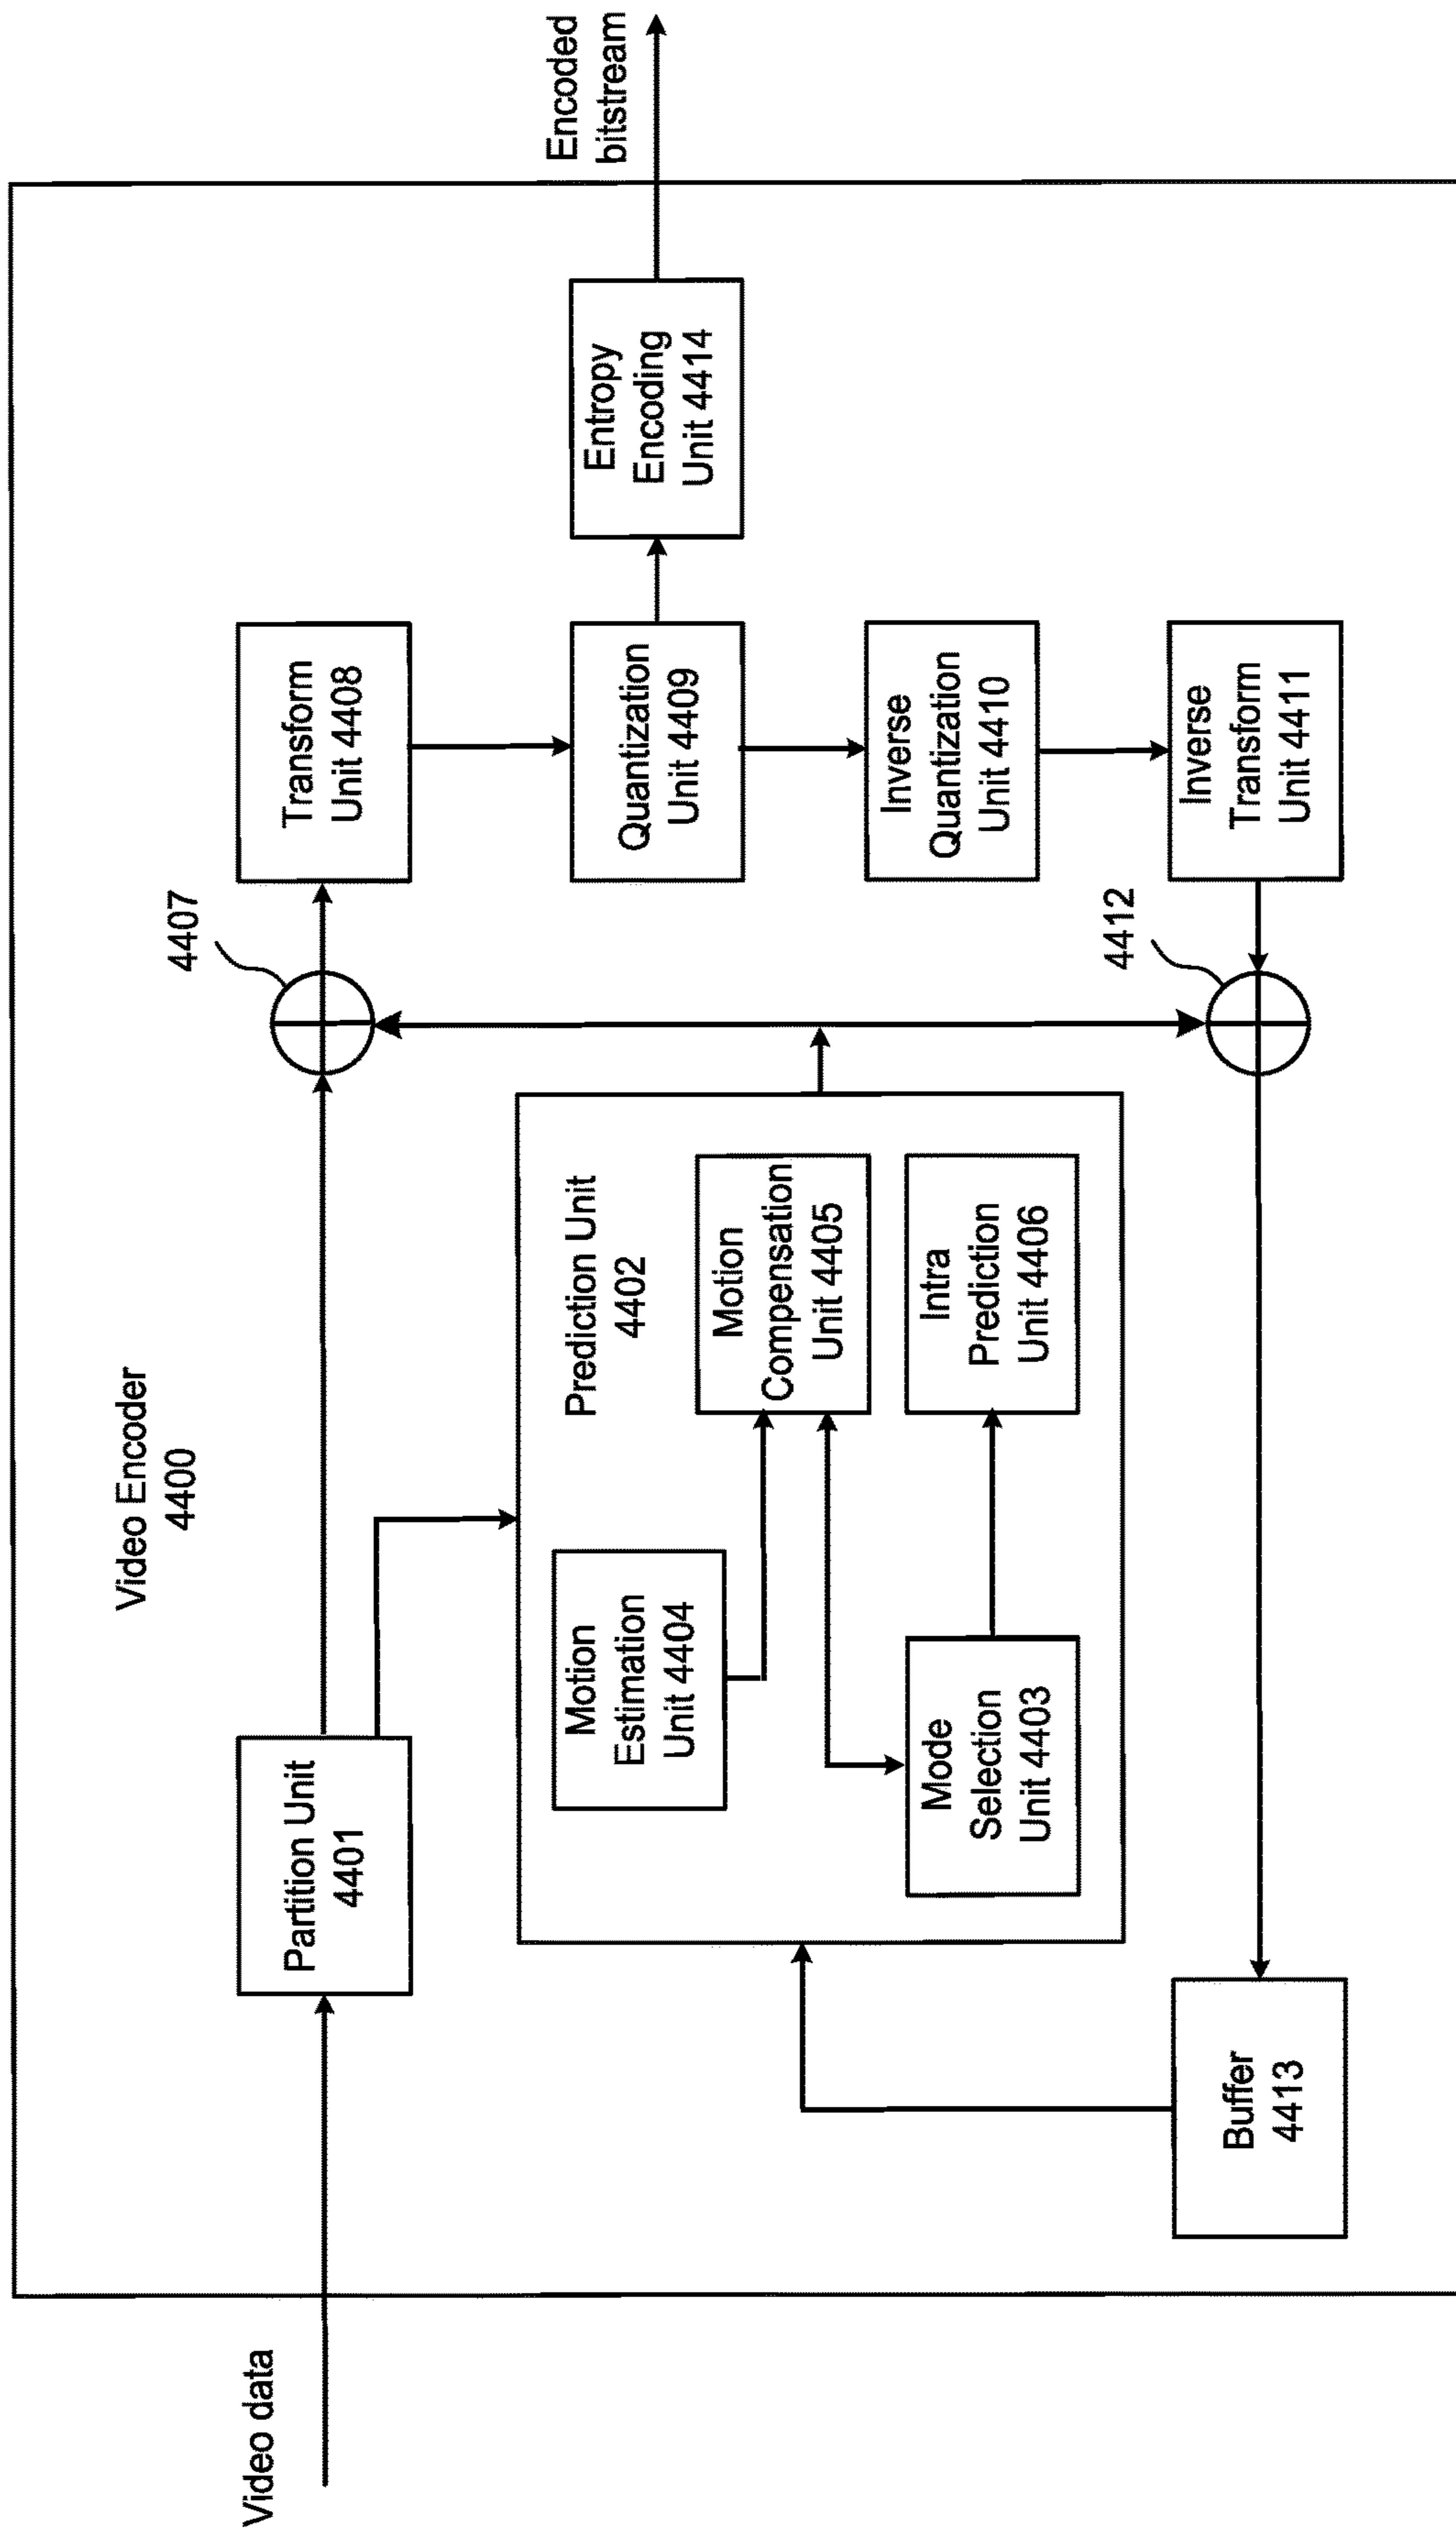 Video Encoder
4400
Video data
Partition Unit
4401
4407
Transform
Unit 4408
Prediction Unit
4402
Motion
Estimation
Unit 4404
Motion
Compensation
Unit 4405
Mode
Selection
Unit 4403
Intra
Prediction
Unit 4406
Quantization
Unit 4409
Entropy
Encoding
Unit 4414
Encoded
bitstream
Inverse
Quantization
Unit 4410
4412
Inverse
Transform
Unit 4411
Buffer
4413